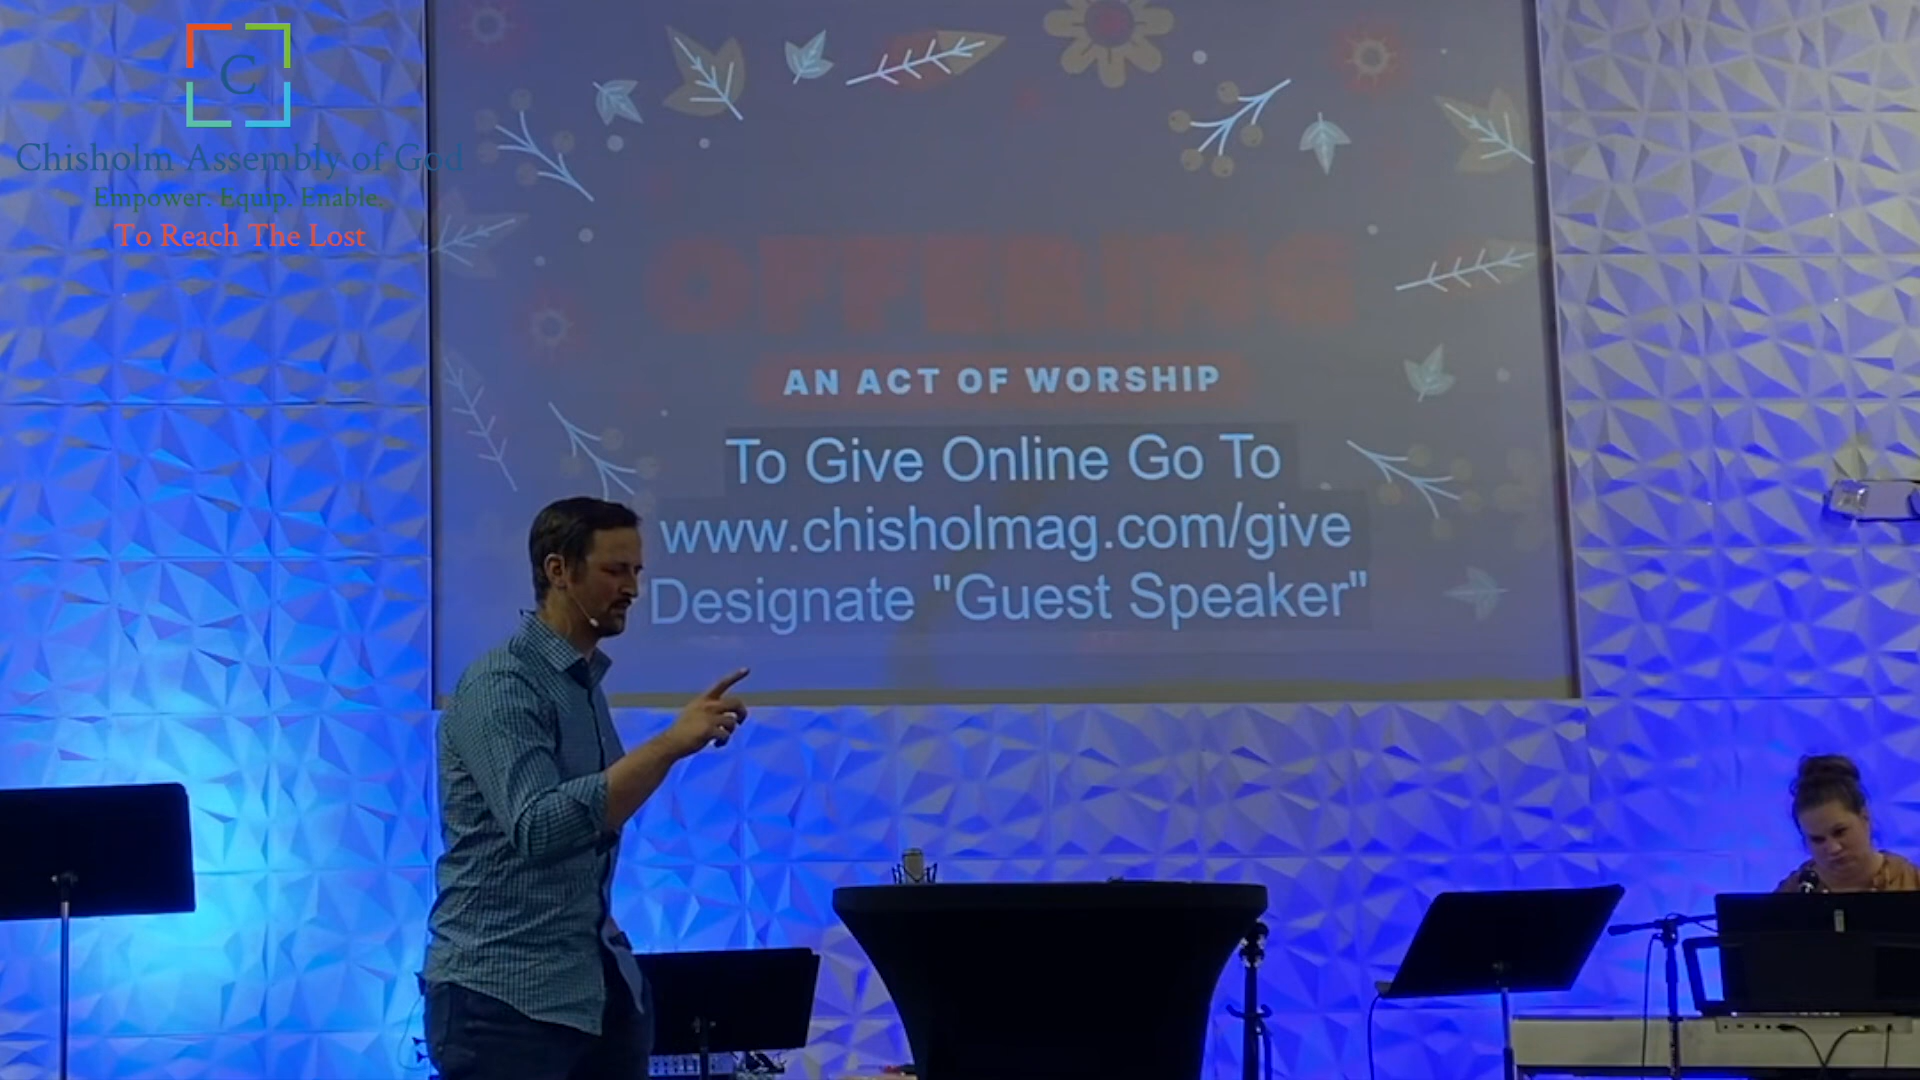 C
Chisholm Assembly of God
Empower. Equip. Enable.
To Reach The Lost
OFFERING
AN ACT OF WORSHIP
To Give Online Go To
www.chisholmag.com/give
Designate "Guest Speaker"